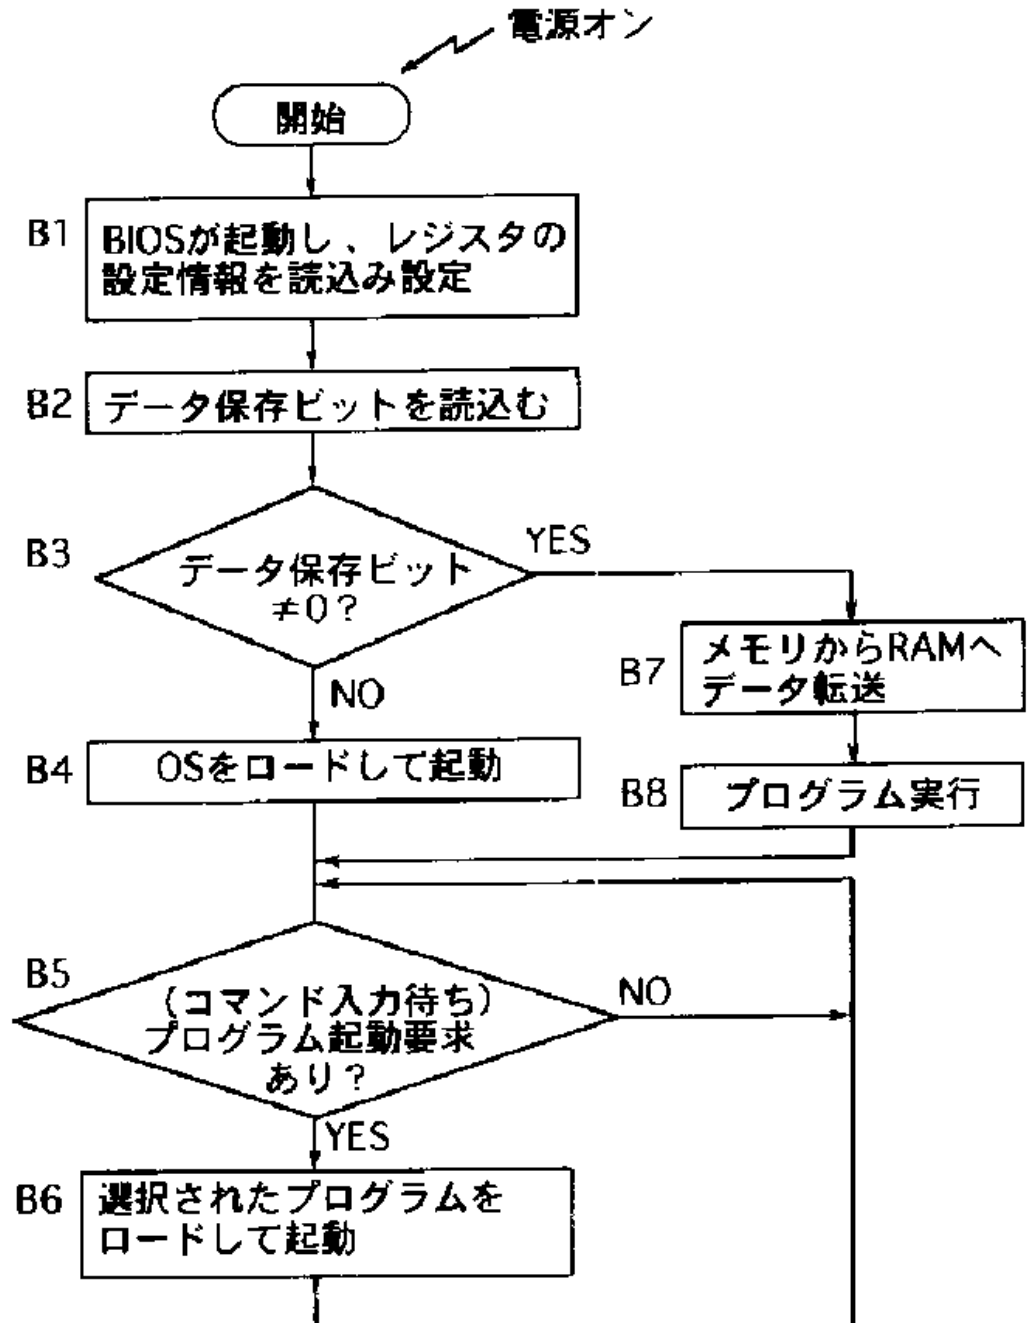 電源オン
開始
B1
BIOSが起動し、レジスタの
設定情報を読込み設定
B2
データ保存ビットを読込む
B3
データ保存ビット
≠0?
YES
NO
B7
メモリからRAMへ
データ転送
B4
OSをロードして起動
B8
プログラム実行
B5
(コマンド入力待ち)
プログラム起動要求
あり?
NO
YES
B6
選択されたプログラムを
ロードして起動